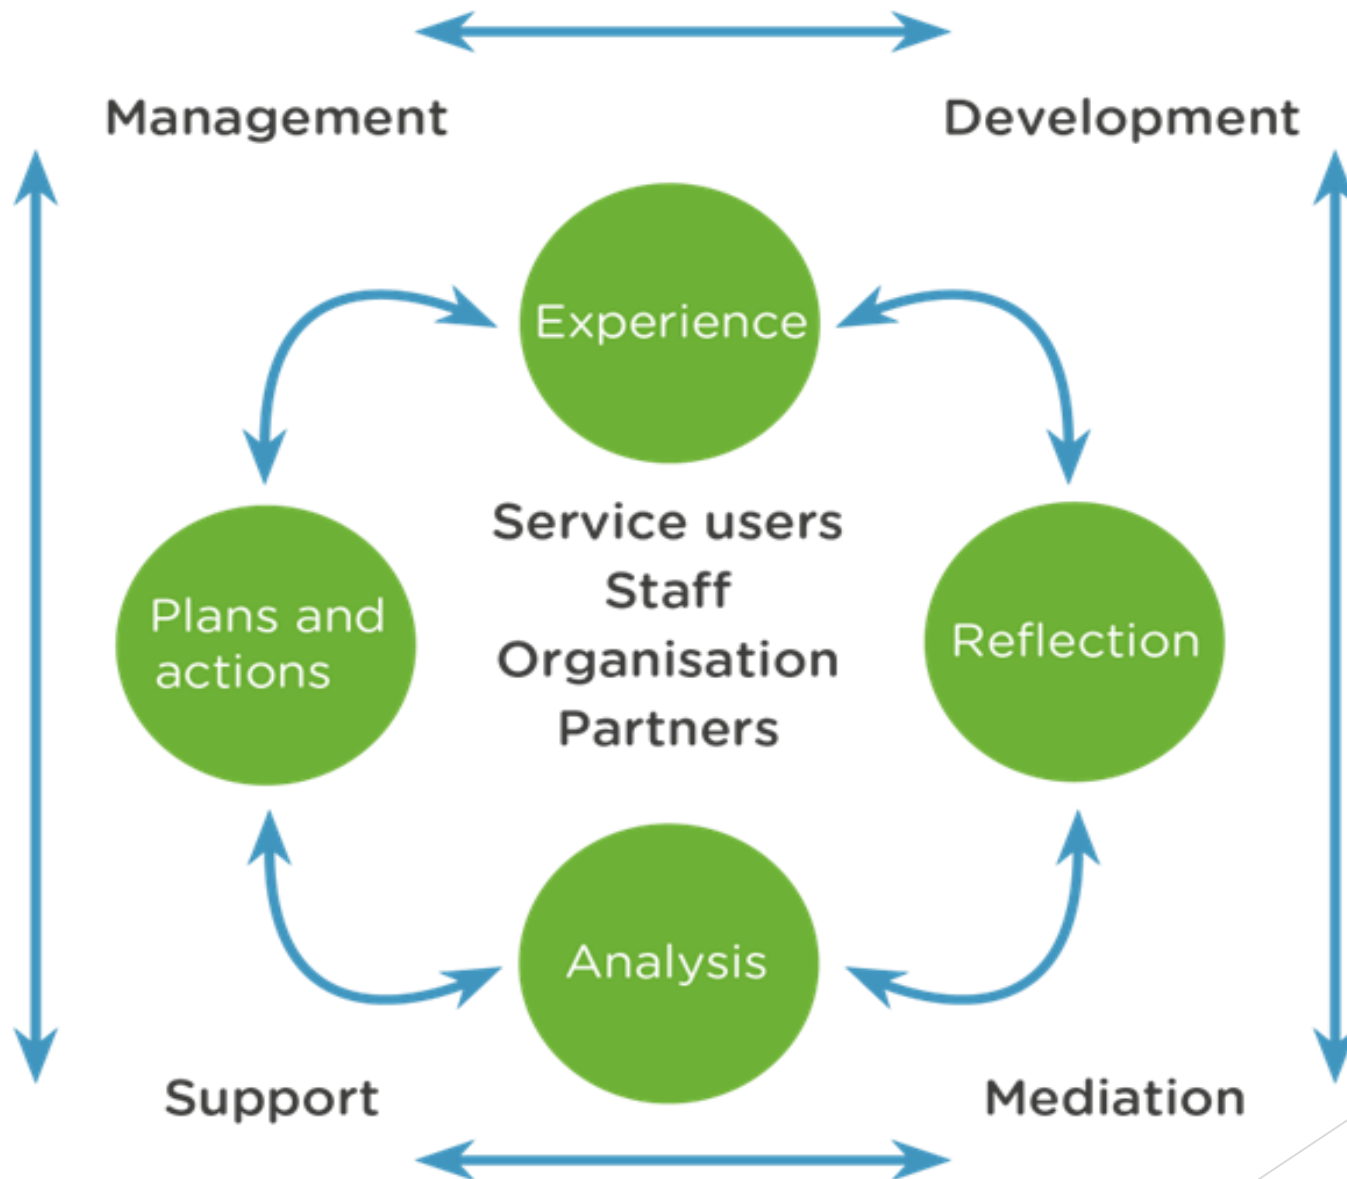 Management
Development
Experience
Service users
Staff
Organisation
Partners
Plans and
actions
Reflection
Analysis
Support
Mediation